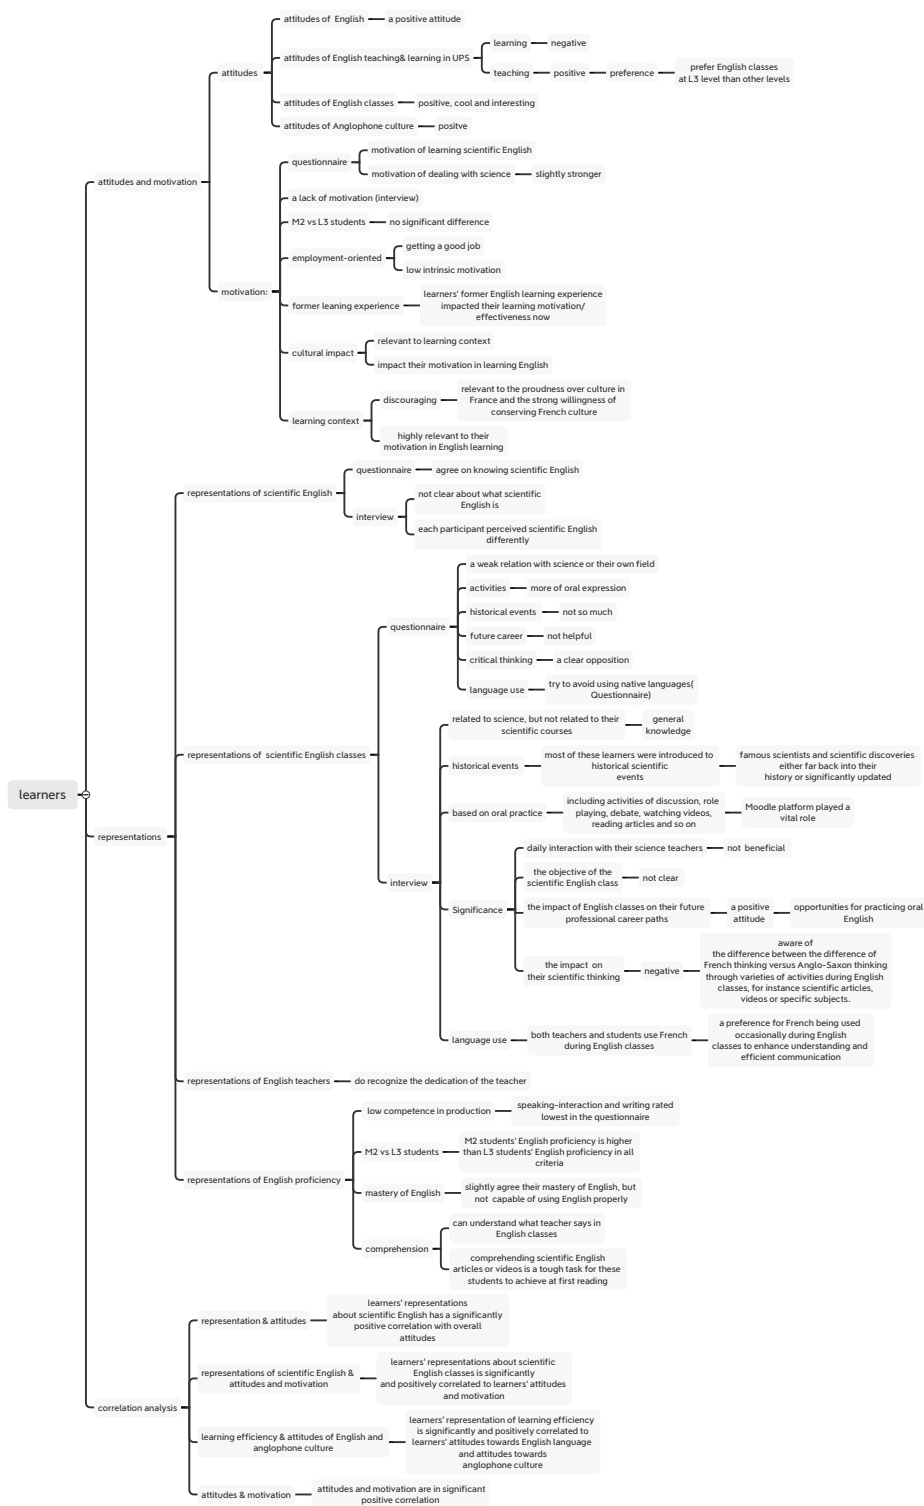 learners
attitudes and motivation
attitudes
attitudes of English
a positive attitude
attitudes of English teaching& learning in UPS
learning
negative
teaching
positive
preference
prefer English classes
at L3 level than other levels
attitudes of English classes
positive, cool and interesting
attitudes of Anglophone culture
positve
motivation:
questionnaire
motivation of learning scientific English
motivation of dealing with science
slightly stronger
a lack of motivation (interview)
M2 vs L3 students
no significant difference
employment-oriented
getting a good job
low intrinsic motivation
former leaning experience
learners' former English learning experience
impacted their learning motivation/
effectiveness now
cultural impact
relevant to learning context
impact their motivation in learning English
learning context
discouraging
relevant to the proudness over culture in
France and the strong willingness of
conserving French culture
highly relevant to their
motivation in English learning
representations
representations of scientific English
questionnaire
agree on knowing scientific English
interview
not clear about what scientific
English is
each participant perceived scientific English
differently
representations of scientific English classes
questionnaire
a weak relation with science or their own field
activities
more of oral expression
historical events
not so much
future career
not helpful
critical thinking
a clear opposition
language use
try to avoid using native languages(
Questionnaire)
interview
related to science, but not related to their
scientific courses
general
knowledge
historical events
most of these learners were introduced to
historical scientific
events
famous scientists and scientific discoveries
either far back into their
history or significantly updated
based on oral practice
including activities of discussion, role
playing, debate, watching videos,
reading articles and so on
Moodle platform played a
vital role
Significance
daily interaction with their science teachers
not beneficial
the objective of the
scientific English class
not clear
the impact of English classes on their future
professional career paths
a positive
attitude
opportunities for practicing oral
English
the impact on
their scientific thinking
negative
aware of
the difference between the difference of
French thinking versus Anglo-Saxon thinking
through varieties of activities during English
classes, for instance scientific articles,
videos or specific subjects.
language use
both teachers and students use French
during English classes
a preference for French being used
occasionally during English
classes to enhance understanding and
efficient communication
representations of English teachers
do recognize the dedication of the teacher
representations of English proficiency
low competence in production
speaking-interaction and writing rated
lowest in the questionnaire
M2 vs L3 students
M2 students' English proficiency is higher
than L3 students' English proficiency in all
criteria
mastery of English
slightly agree their mastery of English, but
not capable of using English properly
comprehension
can understand what teacher says in
English classes
comprehending scientific English
articles or videos is a tough task for these
students to achieve at first reading
correlation analysis
representation & attitudes
learners' representations
about scientific English has a significantly
positive correlation with overall
attitudes
representations of scientific English &
attitudes and motivation
learners' representations about scientific
English classes is significantly
and positively correlated to learners' attitudes
and motivation
learning efficiency & attitudes of English and
anglophone culture
learners' representation of learning efficiency
is significantly and positively correlated to
learners' attitudes towards English language
and attitudes towards
anglophone culture
attitudes & motivation
attitudes and motivation are in significant
positive correlation